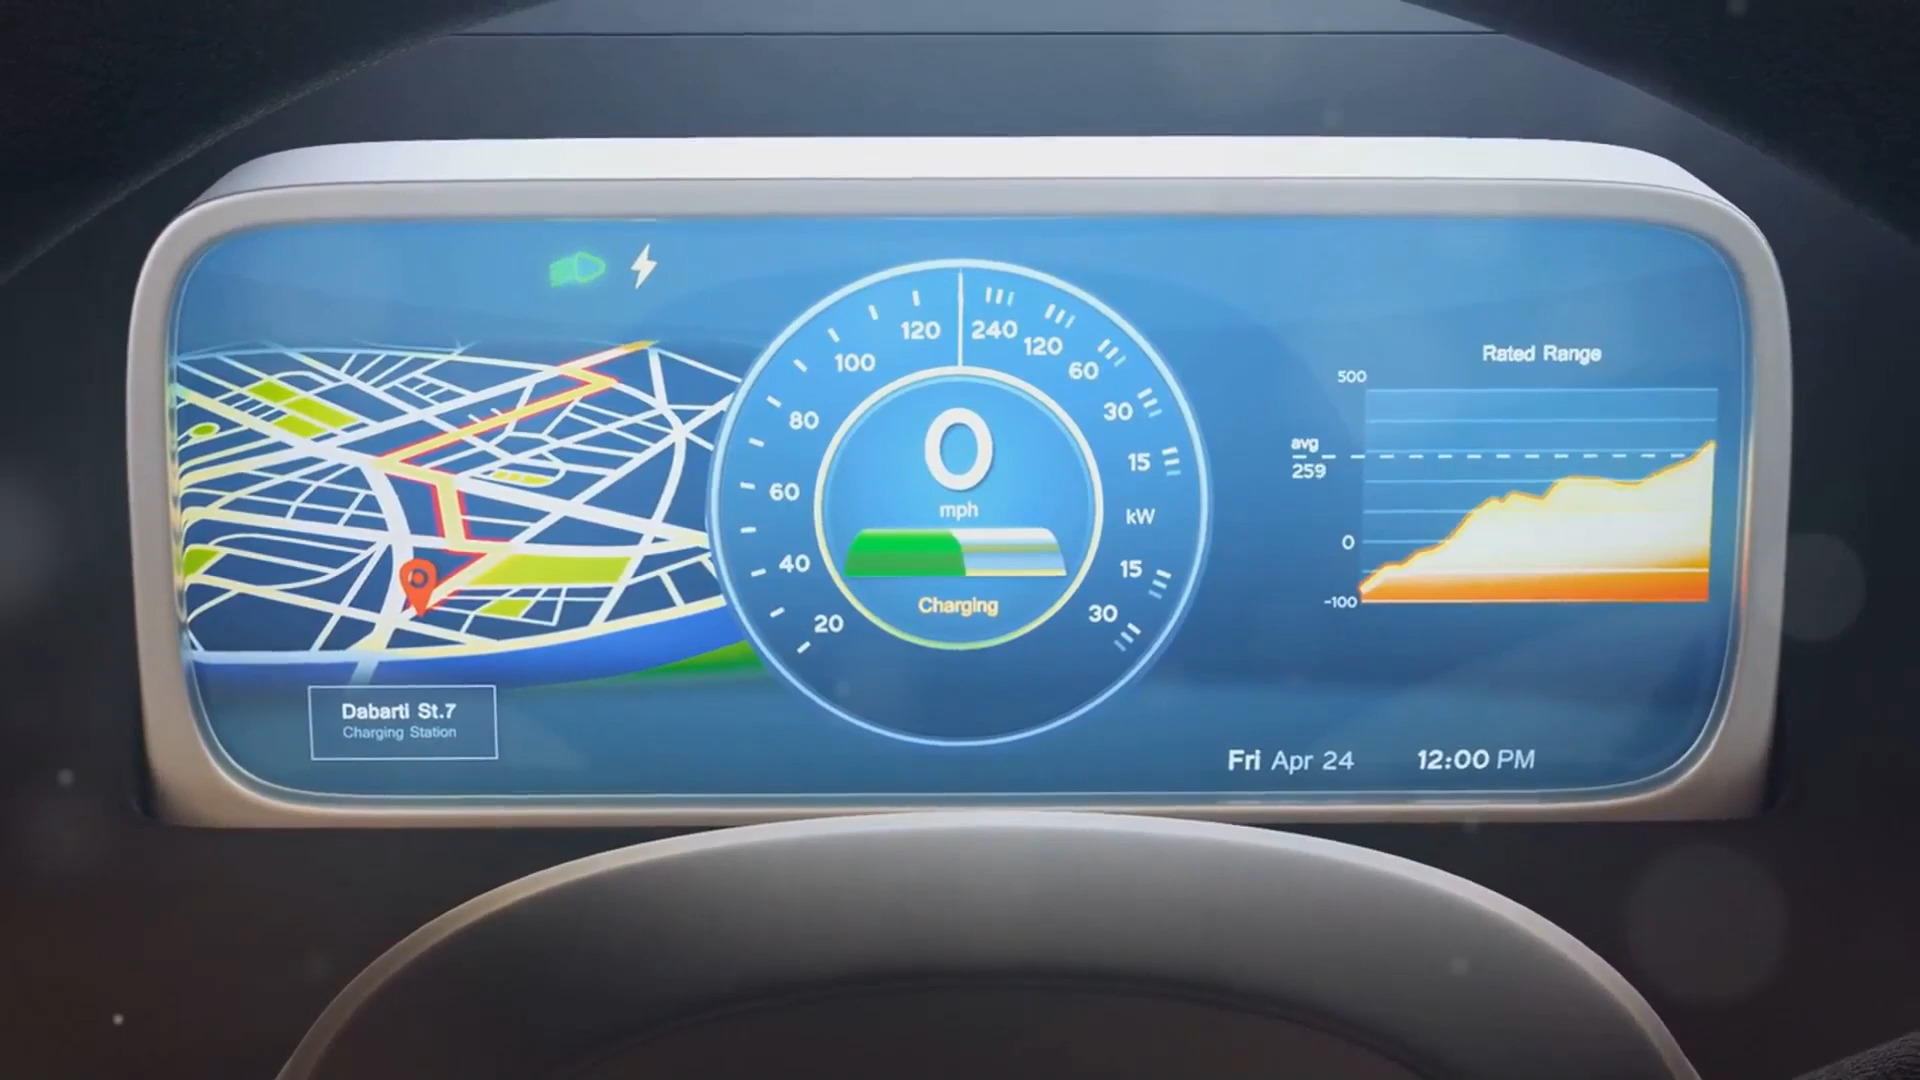 120
100
80
60
40
20
240
120
60
30
15
kW
15
30
0
mph
Charging
Rated Range
500
avg
259
0
-100
Dabarti St.7
Charging Station
Fri Apr 24
12:00 PM